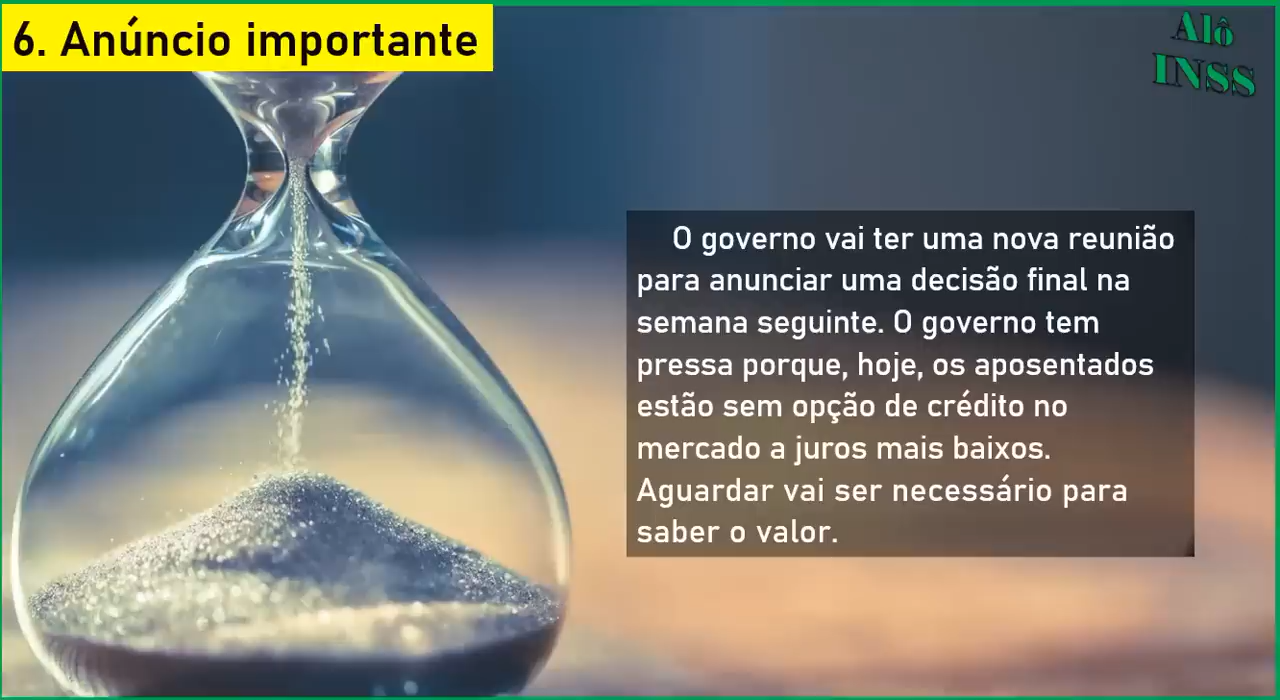 6. Anúncio importante
Alô
INSS
O governo vai ter uma nova reunião
para anunciar uma decisão final na
semana seguinte. O governo tem
pressa porque, hoje, os aposentados
estão sem opção de crédito no
mercado a juros mais baixos.
Aguardar vai ser necessário para
saber o valor.